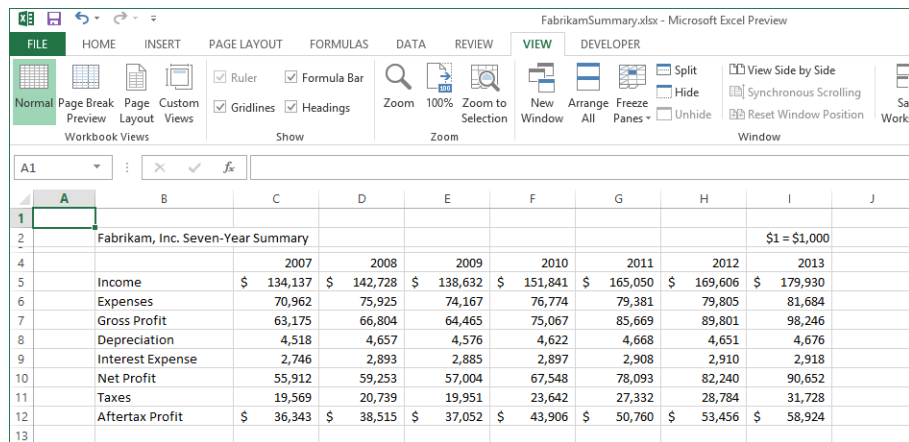 FabrikamSummary.xlsx - Microsoft Excel Preview
FILE HOME INSERT PAGE LAYOUT FORMULAS DATA REVIEW VIEW DEVELOPER
Normal Page Break Preview Page Layout Custom Views
Workbook Views
Ruler Formula Bar
Gridlines Headings
Show
Zoom 100% Zoom to Selection
Zoom
New Window Arrange All Freeze Panes
Split
Hide
Unhide
View Side by Side
Synchronous Scrolling
Reset Window Position
Window
A1 fx
A B C D E F G H I J
1
2 Fabrikam, Inc. Seven-Year Summary $1 = $1,000
4 2007 2008 2009 2010 2011 2012 2013
5 Income $ 134,137 $ 142,728 $ 138,632 $ 151,841 $ 165,050 $ 169,606 $ 179,930
6 Expenses 70,962 75,925 74,167 76,774 79,381 79,805 81,684
7 Gross Profit 63,175 66,804 64,465 75,067 85,669 89,801 98,246
8 Depreciation 4,518 4,657 4,576 4,622 4,668 4,651 4,676
9 Interest Expense 2,746 2,893 2,885 2,897 2,908 2,910 2,918
10 Net Profit 55,912 59,253 57,004 67,548 78,093 82,240 90,652
11 Taxes 19,569 20,739 19,951 23,642 27,332 28,784 31,728
12 Aftertax Profit $ 36,343 $ 38,515 $ 37,052 $ 43,906 $ 50,760 $ 53,456 $ 58,924
13